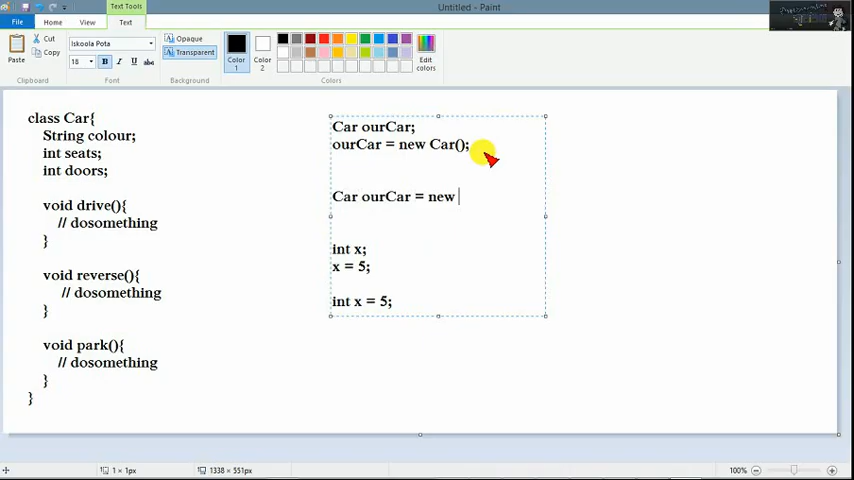 Text Tools
Untitled - Paint
File
Home
View
Text
Paste
Cut
Copy
Clipboard
Iskoola Pota
18
B
I
U
abc
Font
Opaque
Transparent
Background
Color 1
Color 2
Edit colors
Colors
class Car{
String colour;
int seats;
int doors;
void drive(){
// dosomething
}
void reverse(){
// dosomething
}
void park(){
// dosomething
}
}
Car ourCar;
ourCar = new Car();
Car ourCar = new
int x;
x = 5;
int x = 5;
1 × 1px
1338 × 551px
100%